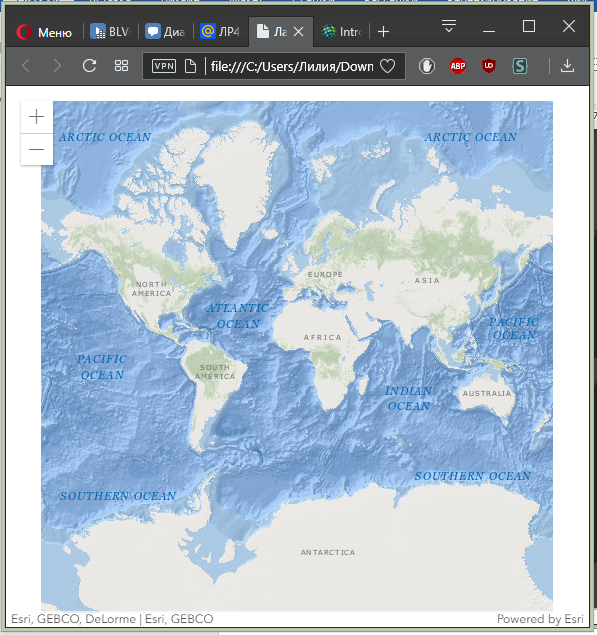 Меню
BLV
Диа
ЛР4
Ла
Intr
VPN
file:///C:/Users/Лилия/Down
ABP
S
ARCTIC OCEAN
ARCTIC OCEAN
EUROPE
ASIA
NORTH
AMERICA
ATLANTIC
OCEAN
PACIFIC
OCEAN
AFRICA
PACIFIC
OCEAN
SOUTH
AMERICA
INDIAN
OCEAN
AUSTRALIA
SOUTHERN OCEAN
SOUTHERN OCEAN
ANTARCTICA
Esri, GEBCO, DeLorme | Esri, GEBCO
Powered by Esri